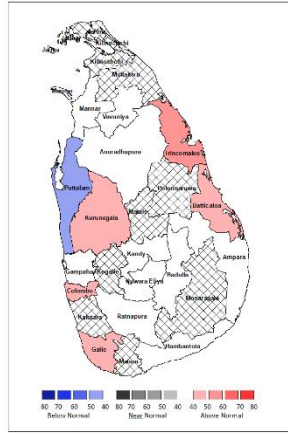 Jaffna
Kilinochchi
Mullaitivu
Mannar
Vavuniya
Anuradhapura
Trincomalee
Puttalam
Polonnaruwa
Kurunegala
Matale
Batticaloa
Kandy
Ampara
Gampaha
Kegalle
Badulla
Nuwara Eliya
Colombo
Monaragala
Kalutara
Ratnapura
Hambantota
Galle
80 70 60 50 40 80 70 60 50 40 40 50 60 70 80
Below Normal Near Normal Above Normal